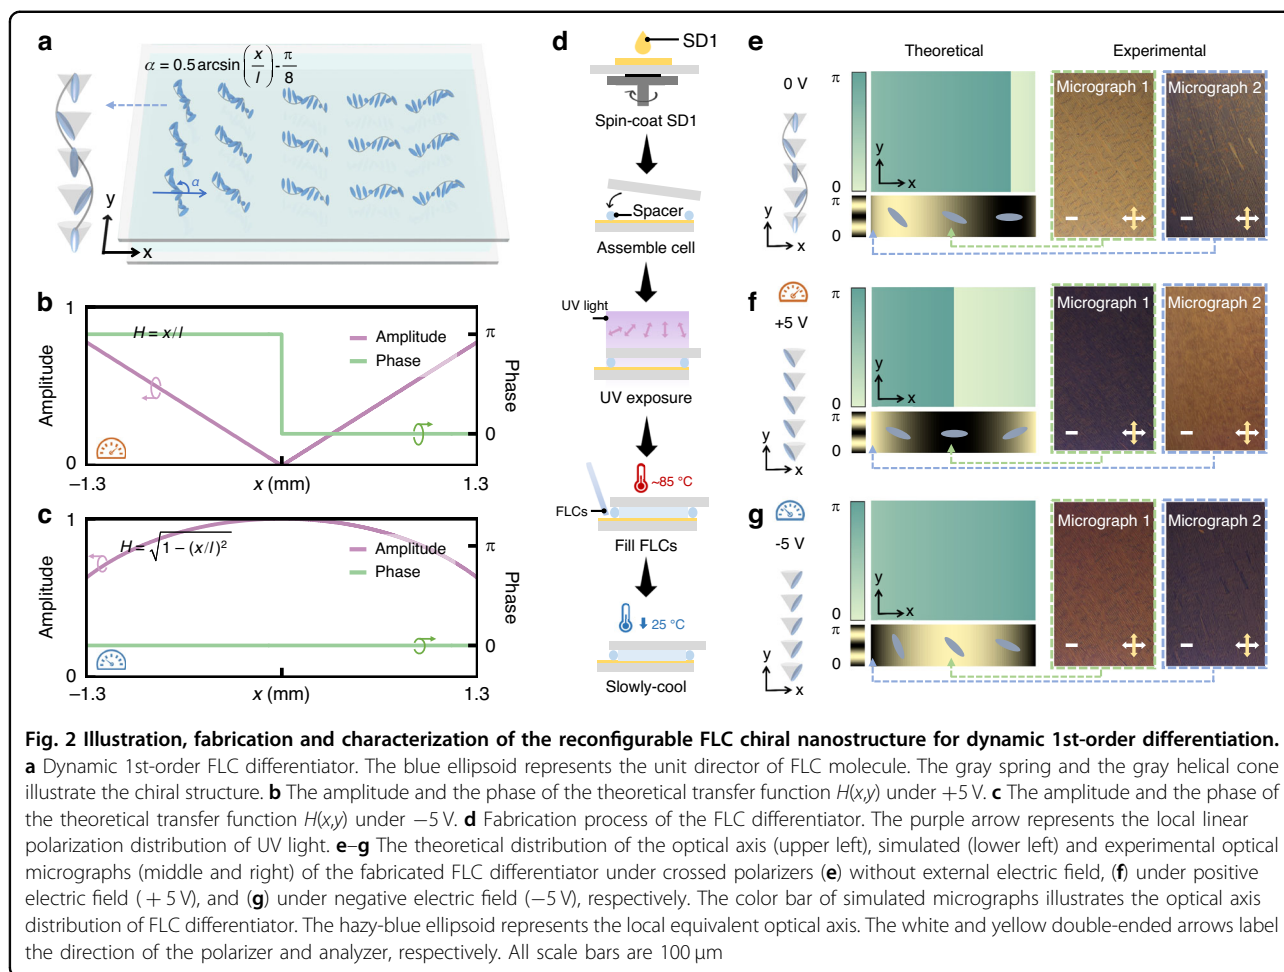 a
α = 0.5 arcsin (x/l) - π/8
α
y
x
b
1
H = x/l
Amplitude
Phase
π
Amplitude
Phase
0
0
−1.3
x (mm)
1.3
c
1
H = √1 − (x/l)²
Amplitude
Phase
π
Amplitude
Phase
0
0
−1.3
x (mm)
1.3
d
SD1
Spin-coat SD1
Spacer
Assemble cell
UV light
UV exposure
~85 °C
FLCs
Fill FLCs
25 °C
Slowly-cool
e
Theoretical
Experimental
0 V
π
0
y
x
π
0
y
x
Micrograph 1
Micrograph 2
f
+5 V
π
0
y
x
π
0
y
x
Micrograph 1
Micrograph 2
g
-5 V
π
0
y
x
π
0
y
x
Micrograph 1
Micrograph 2
Fig. 2 Illustration, fabrication and characterization of the reconfigurable FLC chiral nanostructure for dynamic 1st-order differentiation.
a Dynamic 1st-order FLC differentiator. The blue ellipsoid represents the unit director of FLC molecule. The gray spring and the gray helical cone
illustrate the chiral structure. b The amplitude and the phase of the theoretical transfer function H(x,y) under +5 V. c The amplitude and the phase of
the theoretical transfer function H(x,y) under −5 V. d Fabrication process of the FLC differentiator. The purple arrow represents the local linear
polarization distribution of UV light. e–g The theoretical distribution of the optical axis (upper left), simulated (lower left) and experimental optical
micrographs (middle and right) of the fabricated FLC differentiator under crossed polarizers (e) without external electric field, (f) under positive
electric field ( + 5 V), and (g) under negative electric field (−5 V), respectively. The color bar of simulated micrographs illustrates the optical axis
distribution of FLC differentiator. The hazy-blue ellipsoid represents the local equivalent optical axis. The white and yellow double-ended arrows label
the direction of the polarizer and analyzer, respectively. All scale bars are 100 μm